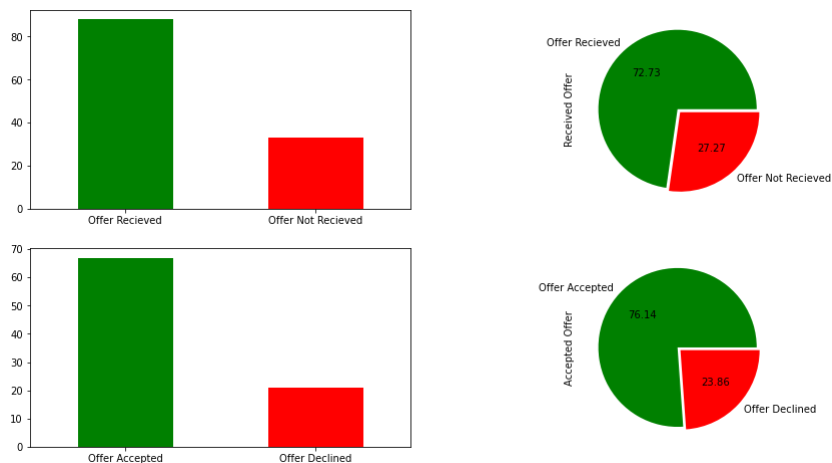 80
60
40
20
0
Offer Recieved
Offer Not Recieved
Offer Recieved
72.73
Received Offer
27.27
Offer Not Recieved
70
60
50
40
30
20
10
0
Offer Accepted
Offer Declined
Offer Accepted
76.14
Accepted Offer
23.86
Offer Declined